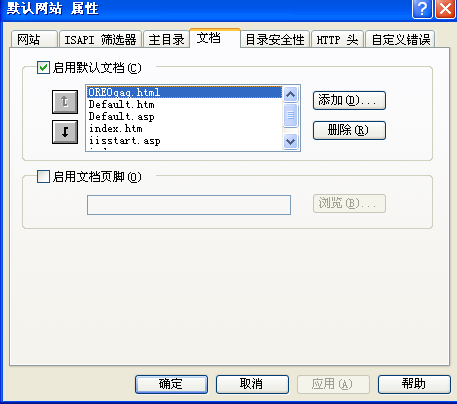 默认网站 属性
网站 ISAPI 筛选器 主目录 文档 目录安全性 HTTP 头 自定义错误
启用默认文档(C)
OREOgag.html
Default.htm
Default.asp
index.htm
iisstart.asp
添加(D)...
删除(R)
启用文档页脚(O)
浏览(B)...
确定 取消 应用(A) 帮助